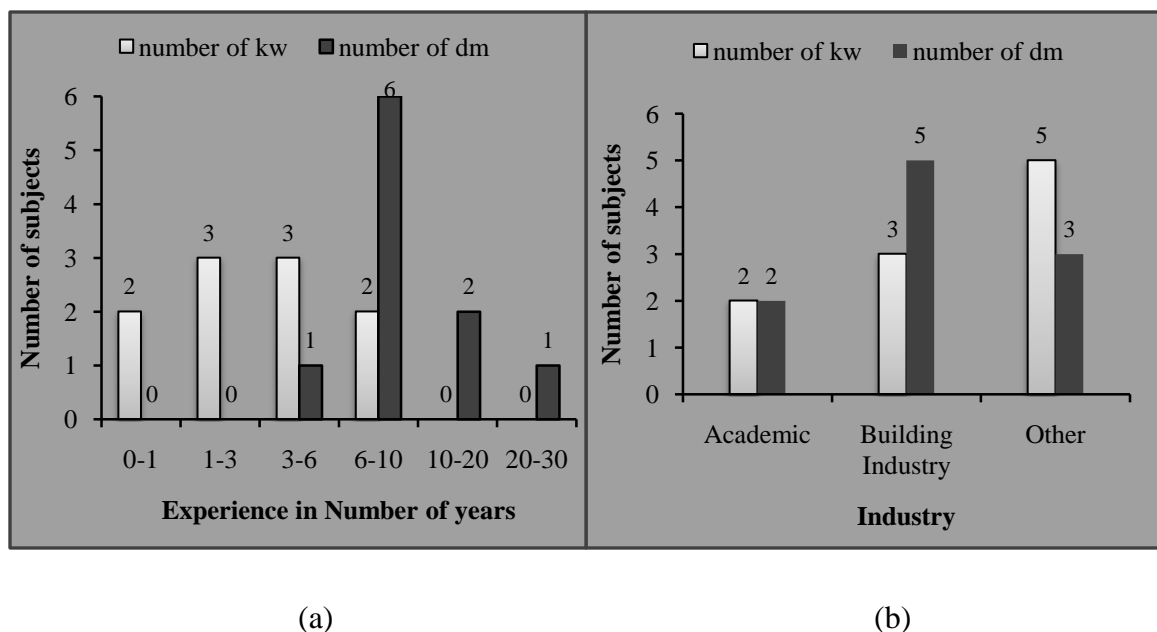 number of kw number of dm
Number of subjects
6
5
4
3
2
1
0
2 0
3 0
3 1
2 6
0 2
0 1
0-1 1-3 3-6 6-10 10-20 20-30
Experience in Number of years
(a)
number of kw number of dm
Number of subjects
6
5
4
3
2
1
0
2 2
3 5
5 3
Academic Building Other
Industry
Industry
(b)